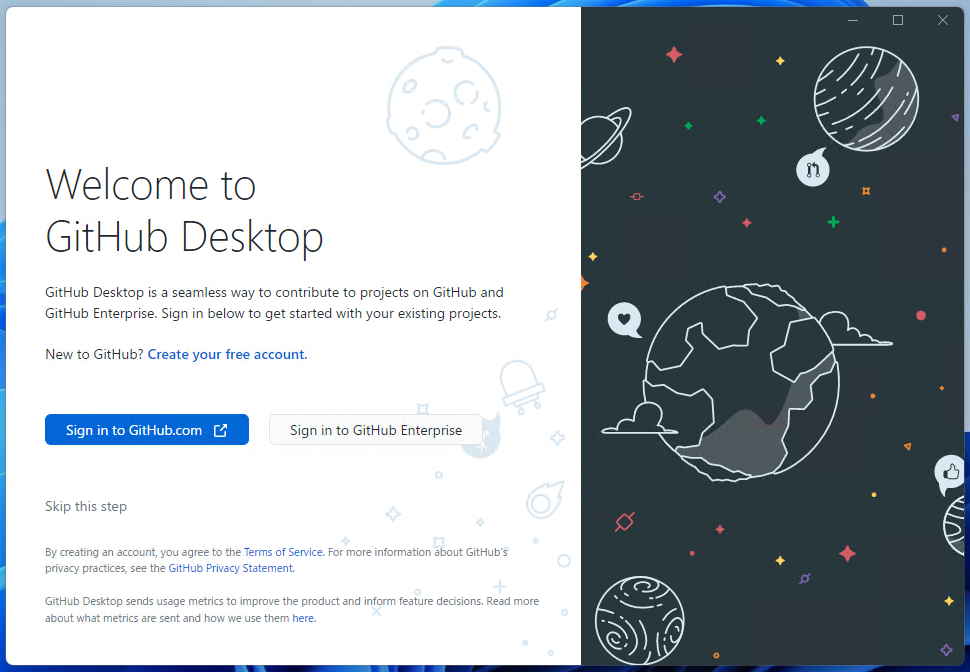 Welcome to
GitHub Desktop
GitHub Desktop is a seamless way to contribute to projects on GitHub and
GitHub Enterprise. Sign in below to get started with your existing projects.
New to GitHub? Create your free account.
Sign in to GitHub.com
Sign in to GitHub Enterprise
Skip this step
By creating an account, you agree to the Terms of Service. For more information about GitHub's
privacy practices, see the GitHub Privacy Statement.
GitHub Desktop sends usage metrics to improve the product and inform feature decisions. Read more
about what metrics are sent and how we use them here.